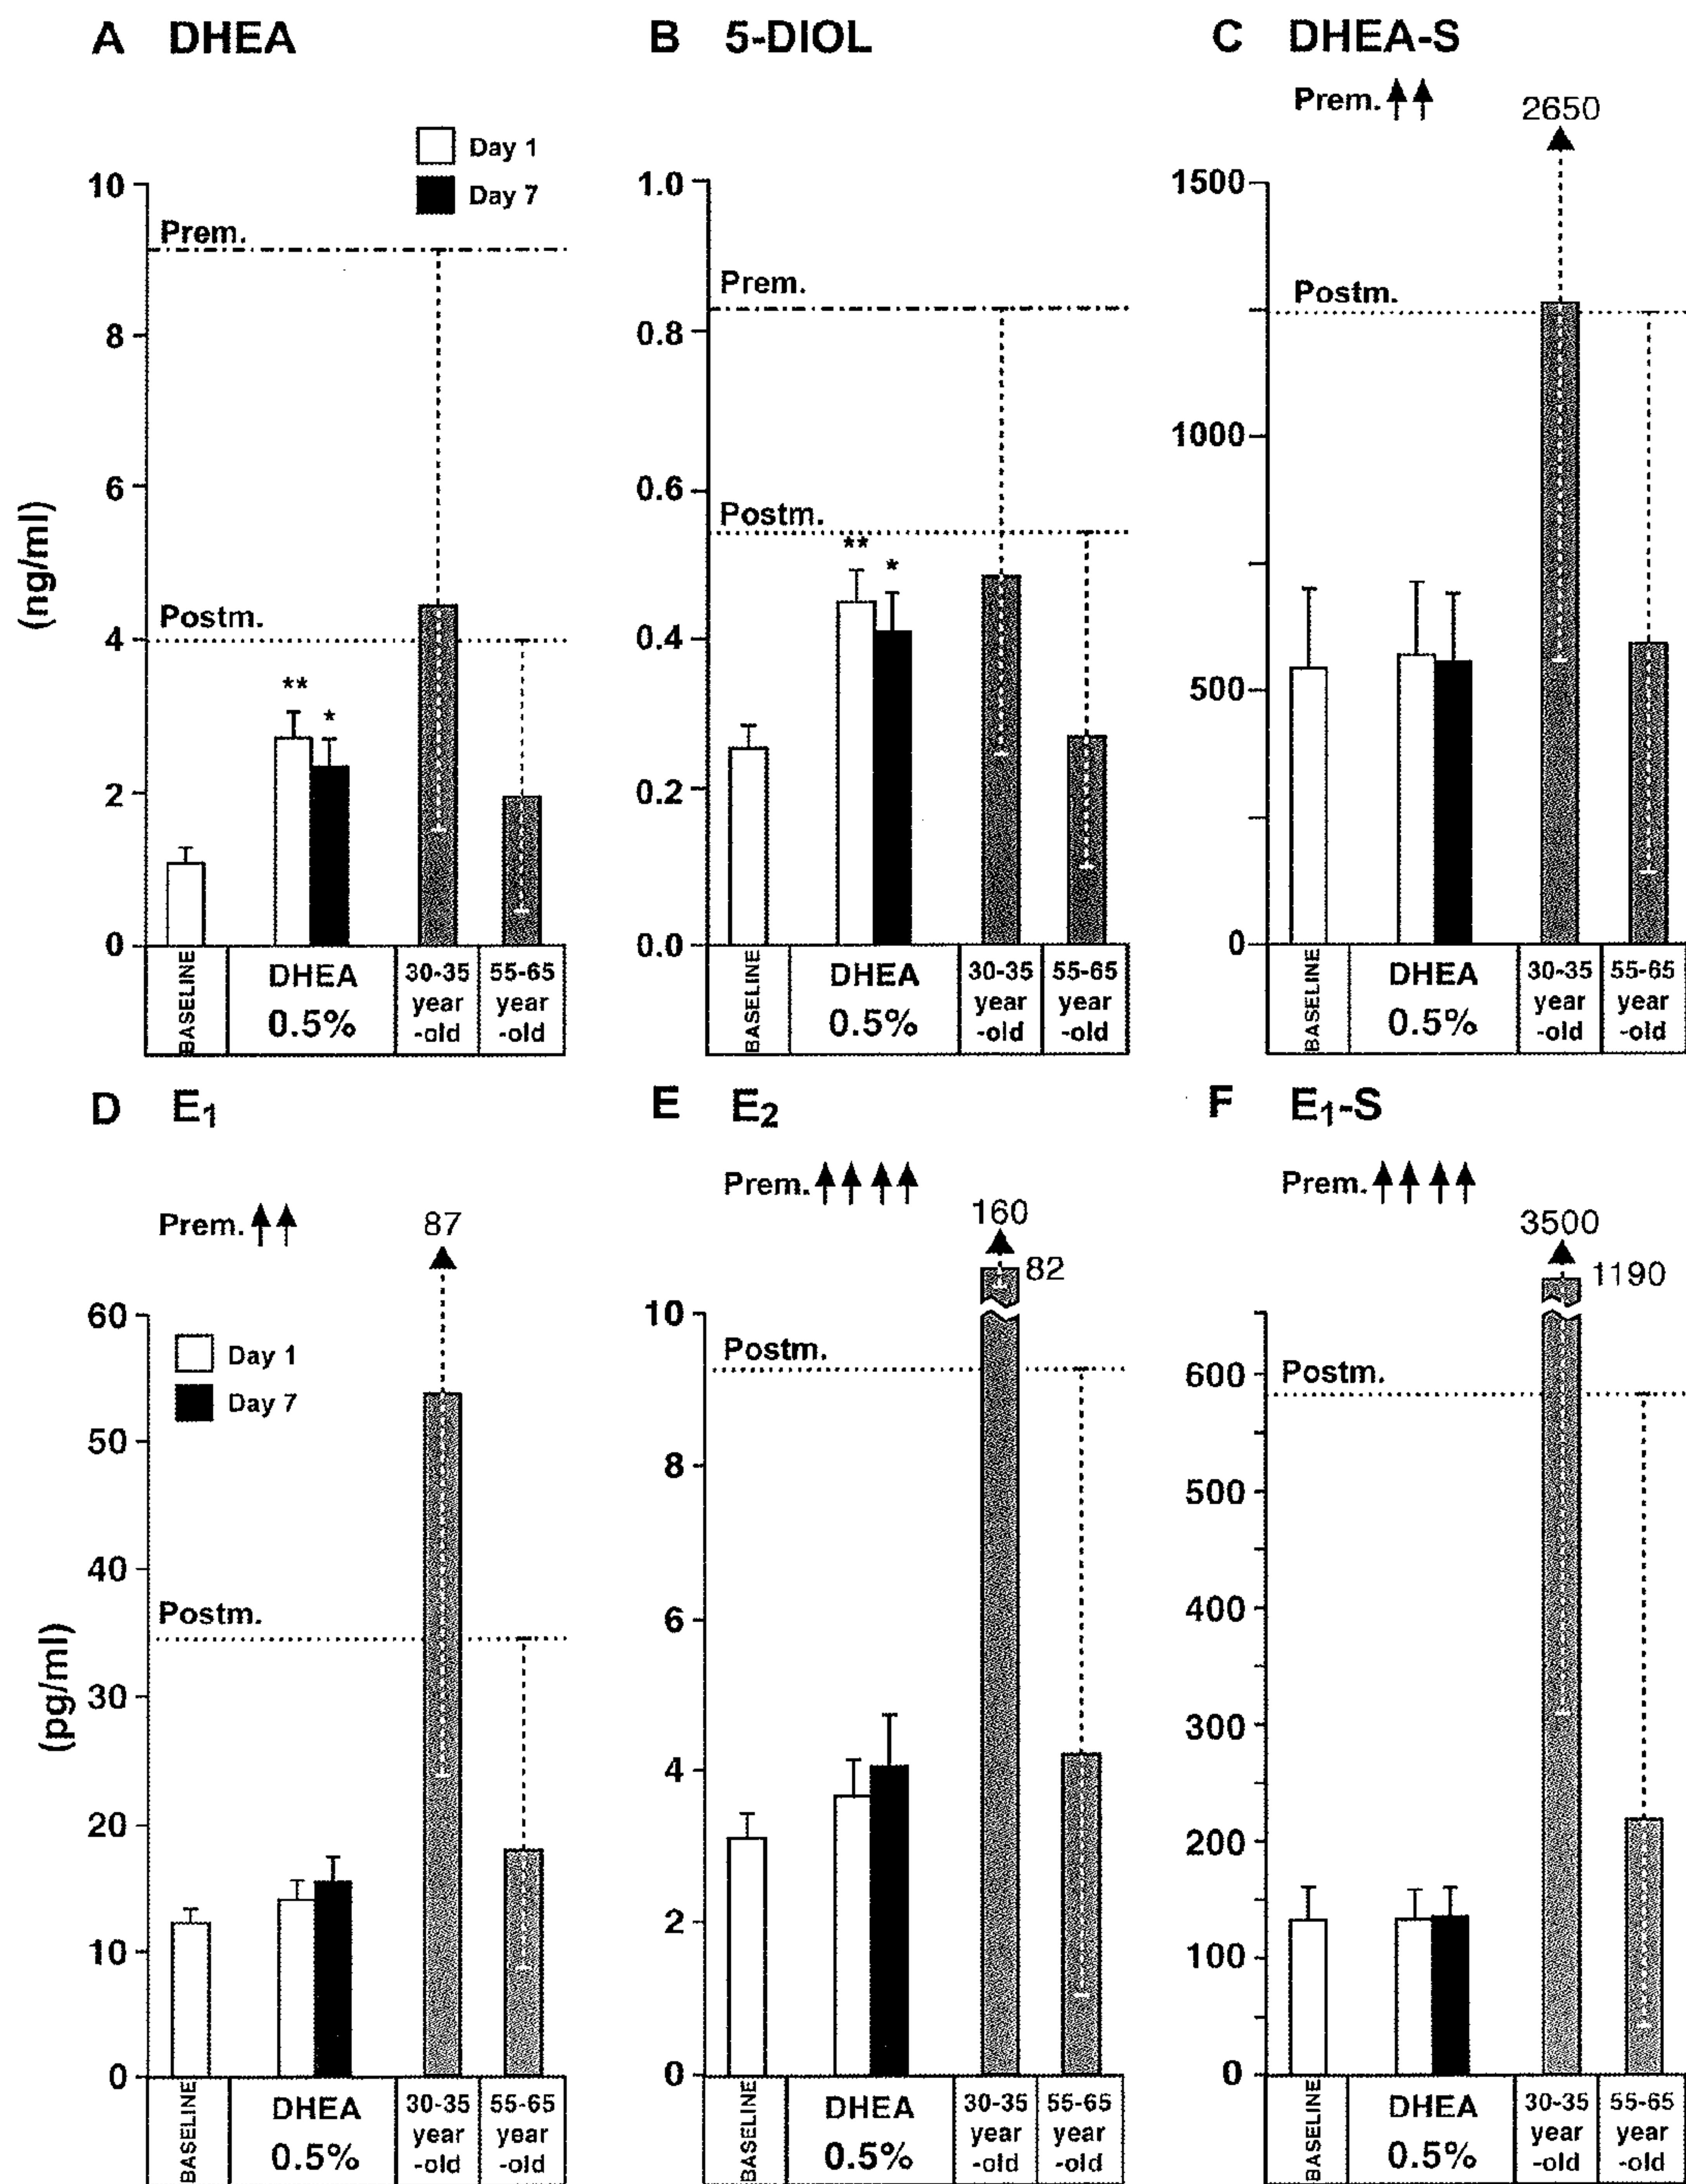 A DHEA
B 5-DIOL
C DHEA-S
Prem.
2650
Day 1
Day 7
(ng/ml)
10
8
6
4
2
0
Prem.
Postm.
**
*
BASELINE
DHEA
0.5%
30-35
year
-old
55-65
year
-old
1.0
0.8
0.6
0.4
0.2
0.0
Prem.
Postm.
**
*
BASELINE
DHEA
0.5%
30-35
year
-old
55-65
year
-old
1500
1000
500
0
Postm.
BASELINE
DHEA
0.5%
30-35
year
-old
55-65
year
-old
D E1
E E2
F E1-S
Prem.
87
Day 1
Day 7
(pg/ml)
60
50
40
30
20
10
0
Postm.
BASELINE
DHEA
0.5%
30-35
year
-old
55-65
year
-old
Prem.
160
82
10
8
6
4
2
0
Postm.
BASELINE
DHEA
0.5%
30-35
year
-old
55-65
year
-old
Prem.
3500
1190
600
500
400
300
200
100
0
Postm.
BASELINE
DHEA
0.5%
30-35
year
-old
55-65
year
-old